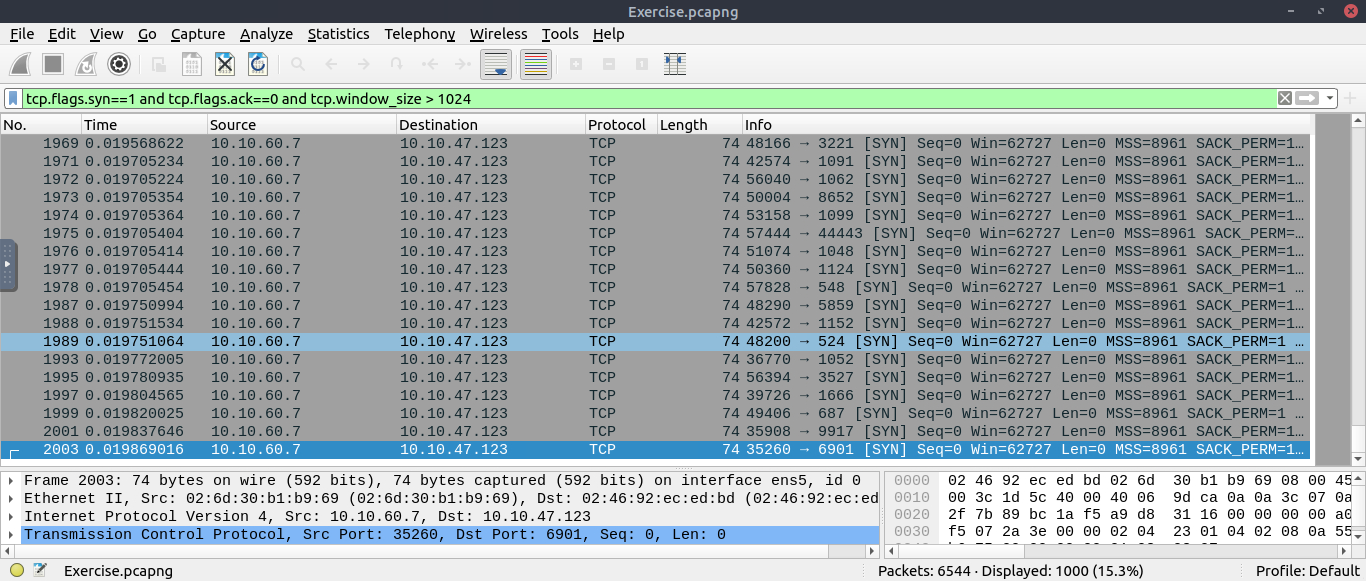 Exercise.pcapng
File Edit View Go Capture Analyze Statistics Telephony Wireless Tools Help
tcp.flags.syn==1 and tcp.flags.ack==0 and tcp.window_size > 1024
No. Time Source Destination Protocol Length Info
1969 0.019568622 10.10.60.7 10.10.47.123 TCP 74 48166 → 3221 [SYN] Seq=0 Win=62727 Len=0 MSS=8961 SACK_PERM=1…
1971 0.019705234 10.10.60.7 10.10.47.123 TCP 74 42574 → 1091 [SYN] Seq=0 Win=62727 Len=0 MSS=8961 SACK_PERM=1…
1972 0.019705224 10.10.60.7 10.10.47.123 TCP 74 56040 → 1062 [SYN] Seq=0 Win=62727 Len=0 MSS=8961 SACK_PERM=1…
1973 0.019705354 10.10.60.7 10.10.47.123 TCP 74 50004 → 8652 [SYN] Seq=0 Win=62727 Len=0 MSS=8961 SACK_PERM=1…
1974 0.019705364 10.10.60.7 10.10.47.123 TCP 74 53158 → 1099 [SYN] Seq=0 Win=62727 Len=0 MSS=8961 SACK_PERM=1…
1975 0.019705404 10.10.60.7 10.10.47.123 TCP 74 57444 → 44443 [SYN] Seq=0 Win=62727 Len=0 MSS=8961 SACK_PERM=…
1976 0.019705414 10.10.60.7 10.10.47.123 TCP 74 51074 → 1048 [SYN] Seq=0 Win=62727 Len=0 MSS=8961 SACK_PERM=1…
1977 0.019705444 10.10.60.7 10.10.47.123 TCP 74 50360 → 1124 [SYN] Seq=0 Win=62727 Len=0 MSS=8961 SACK_PERM=1…
1978 0.019705454 10.10.60.7 10.10.47.123 TCP 74 57828 → 548 [SYN] Seq=0 Win=62727 Len=0 MSS=8961 SACK_PERM=1 …
1987 0.019750994 10.10.60.7 10.10.47.123 TCP 74 48290 → 5859 [SYN] Seq=0 Win=62727 Len=0 MSS=8961 SACK_PERM=1…
1988 0.019751534 10.10.60.7 10.10.47.123 TCP 74 42572 → 1152 [SYN] Seq=0 Win=62727 Len=0 MSS=8961 SACK_PERM=1…
1989 0.019751064 10.10.60.7 10.10.47.123 TCP 74 48200 → 524 [SYN] Seq=0 Win=62727 Len=0 MSS=8961 SACK_PERM=1 …
1993 0.019772005 10.10.60.7 10.10.47.123 TCP 74 36770 → 1052 [SYN] Seq=0 Win=62727 Len=0 MSS=8961 SACK_PERM=1…
1995 0.019780935 10.10.60.7 10.10.47.123 TCP 74 56394 → 3527 [SYN] Seq=0 Win=62727 Len=0 MSS=8961 SACK_PERM=1…
1997 0.019804565 10.10.60.7 10.10.47.123 TCP 74 39726 → 1666 [SYN] Seq=0 Win=62727 Len=0 MSS=8961 SACK_PERM=1…
1999 0.019820025 10.10.60.7 10.10.47.123 TCP 74 49406 → 687 [SYN] Seq=0 Win=62727 Len=0 MSS=8961 SACK_PERM=1 …
2001 0.019837646 10.10.60.7 10.10.47.123 TCP 74 35908 → 9917 [SYN] Seq=0 Win=62727 Len=0 MSS=8961 SACK_PERM=1…
2003 0.019869016 10.10.60.7 10.10.47.123 TCP 74 35260 → 6901 [SYN] Seq=0 Win=62727 Len=0 MSS=8961 SACK_PERM=1…
Frame 2003: 74 bytes on wire (592 bits), 74 bytes captured (592 bits) on interface ens5, id 0
Ethernet II, Src: 02:6d:30:b1:b9:69 (02:6d:30:b1:b9:69), Dst: 02:46:92:ec:ed:bd (02:46:92:ec:ed
Internet Protocol Version 4, Src: 10.10.60.7, Dst: 10.10.47.123
Transmission Control Protocol, Src Port: 35260, Dst Port: 6901, Seq: 0, Len: 0
0000 02 46 92 ec ed bd 02 6d 30 b1 b9 69 08 00 45
0010 00 3c 1d 5c 40 00 40 06 9d ca 0a 0a 3c 07 0a
0020 2f 7b 89 bc 1a f5 a9 d8 31 16 00 00 00 00 a0
0030 f5 07 2a 3e 00 00 02 04 23 01 04 02 08 0a 55
Exercise.pcapng
Packets: 6544 · Displayed: 1000 (15.3%)
Profile: Default